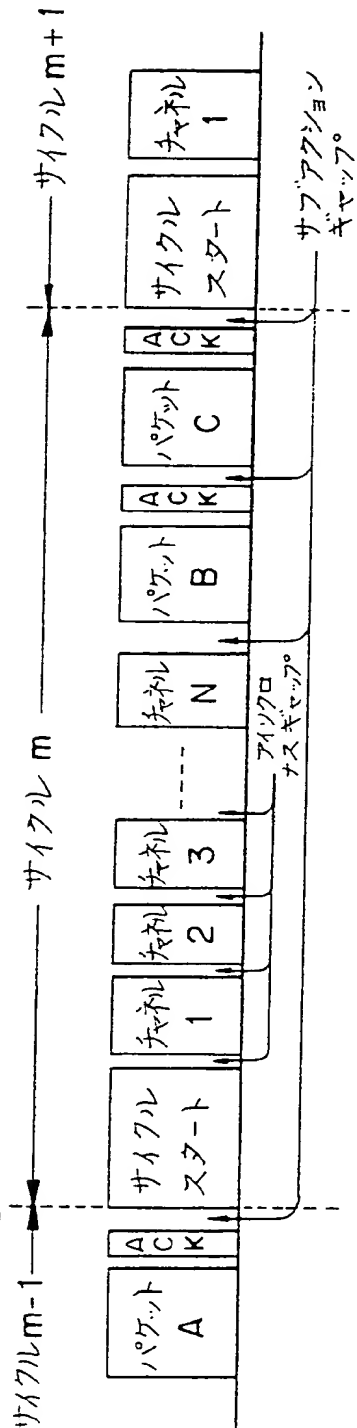 サイクルm-1
サイクル m
サイクル m+1
パケット
A
ACK
サイクル
スタート
チャネル
1
チャネル
2
チャネル
3
チャネル
N
パケット
B
ACK
パケット
C
ACK
サイクル
スタート
チャネル
1
アイソクロ
ナスギャップ
サブアクション
ギャップ